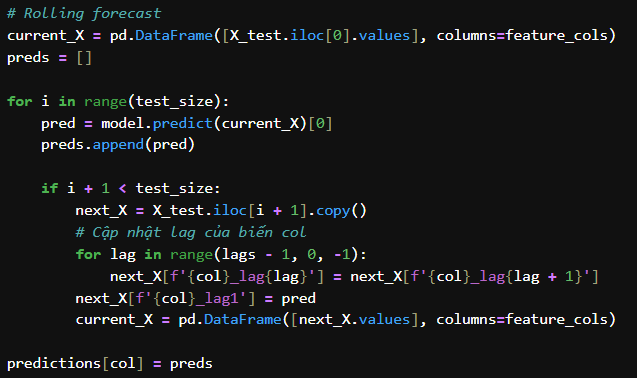 # Rolling forecast
current_X = pd.DataFrame([X_test.iloc[0].values], columns=feature_cols)
preds = []

for i in range(test_size):
    pred = model.predict(current_X)[0]
    preds.append(pred)

    if i + 1 < test_size:
        next_X = X_test.iloc[i + 1].copy()
        # Cập nhật lag của biến col
        for lag in range(lags - 1, 0, -1):
            next_X[f'{col}_lag{lag}'] = next_X[f'{col}_lag{lag + 1}']
        next_X[f'{col}_lag1'] = pred
        current_X = pd.DataFrame([next_X.values], columns=feature_cols)

predictions[col] = preds